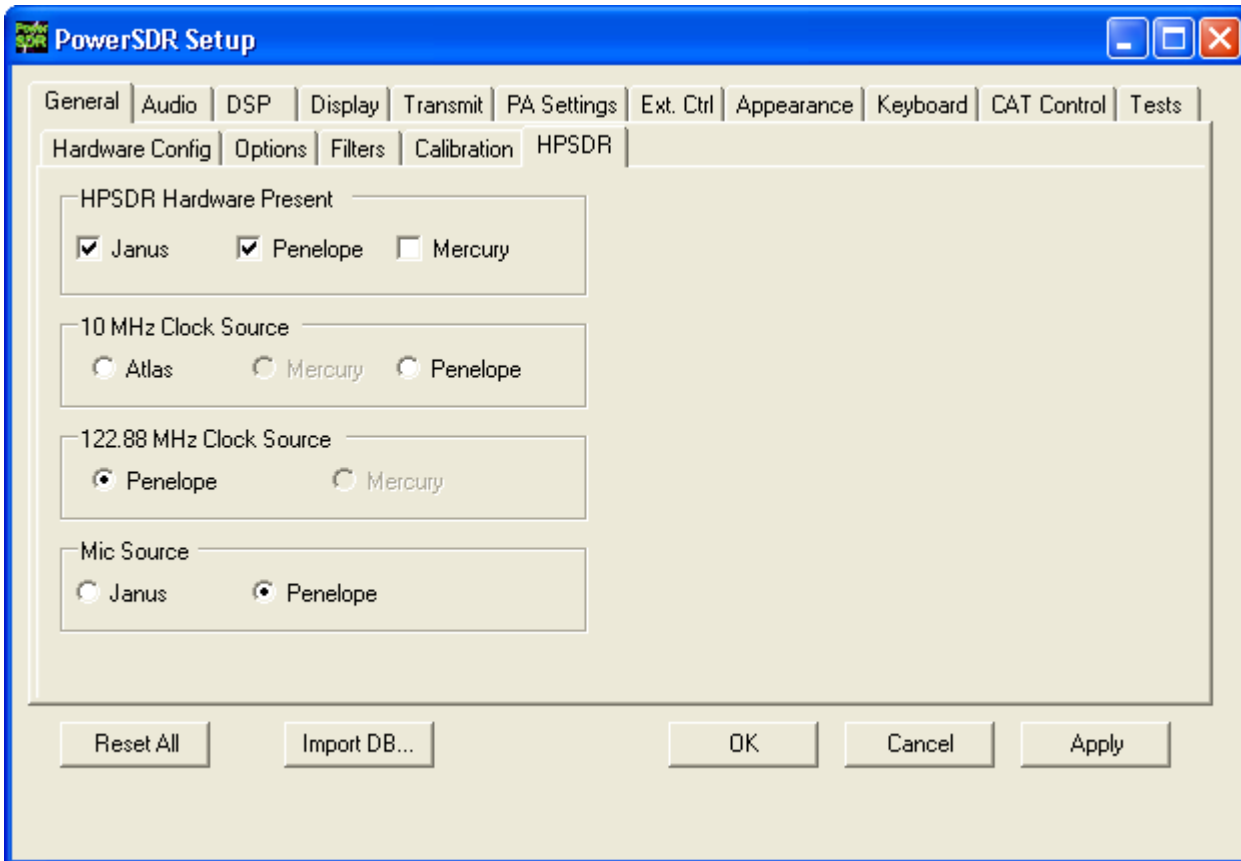 Power SDR PowerSDR Setup
General Audio DSP Display Transmit PA Settings Ext. Ctrl Appearance Keyboard CAT Control Tests
Hardware Config Options Filters Calibration HPSDR
HPSDR Hardware Present
Janus Penelope Mercury
10 MHz Clock Source
Atlas Mercury Penelope
122.88 MHz Clock Source
Penelope Mercury
Mic Source
Janus Penelope
Reset All Import DB... OK Cancel Apply